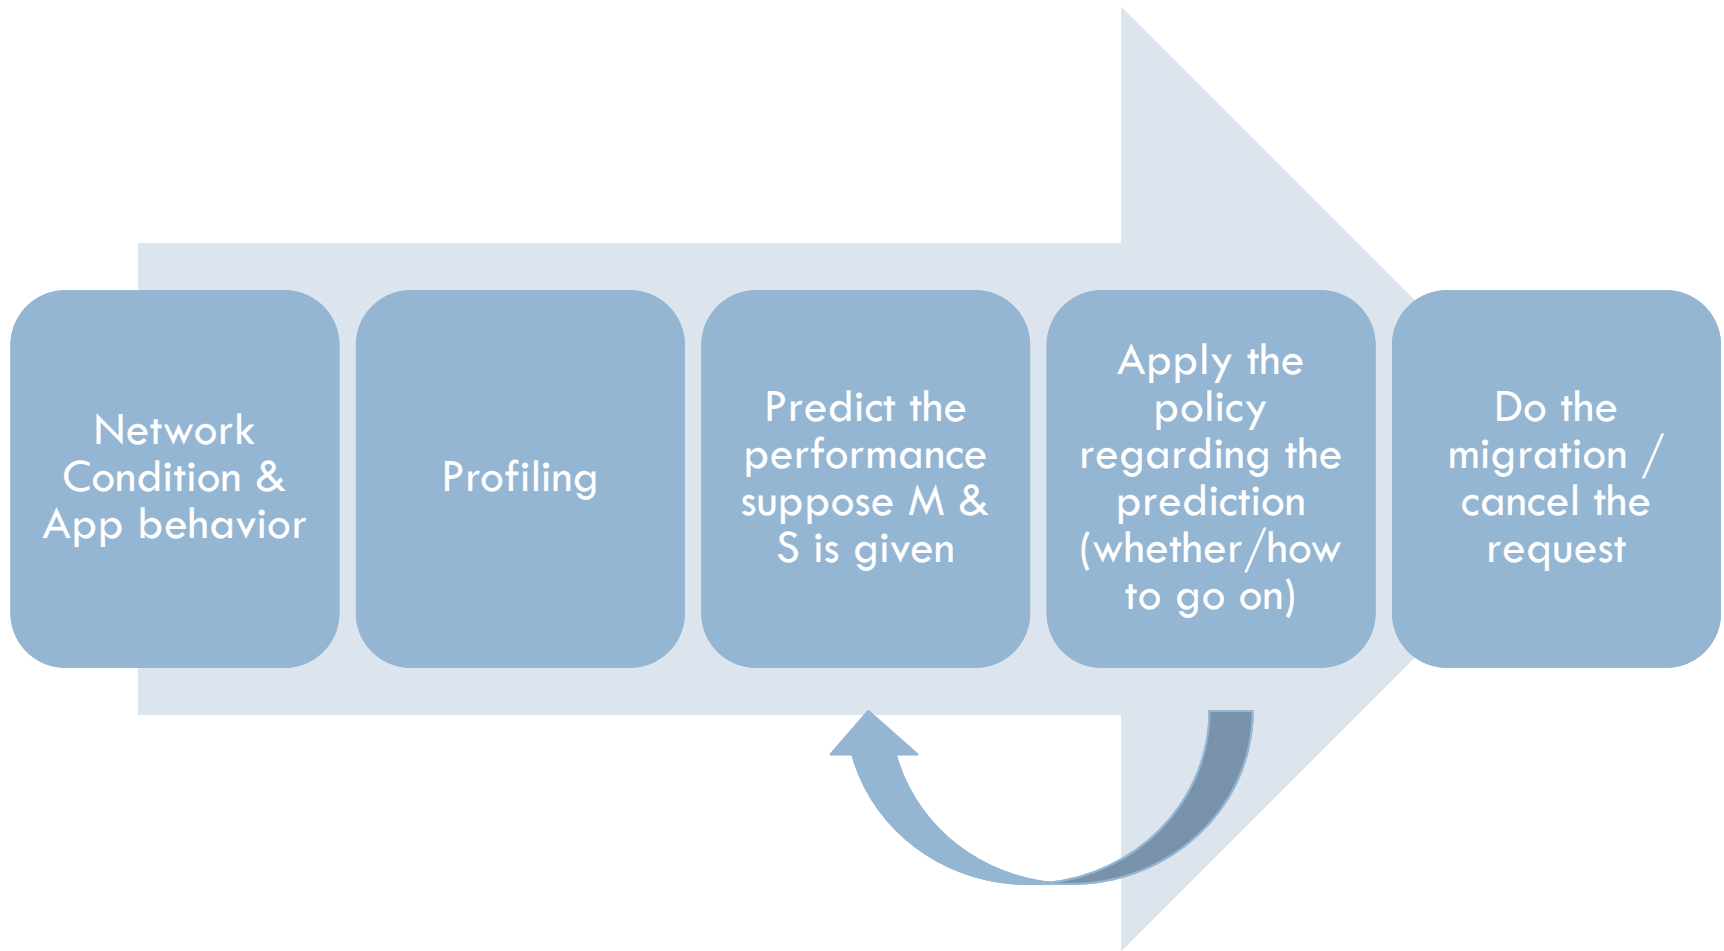 Network
Condition &
App behavior
Profiling
Predict the
performance
suppose M &
S is given
Apply the
policy
regarding the
prediction
(whether/how
to go on)
Do the
migration /
cancel the
request